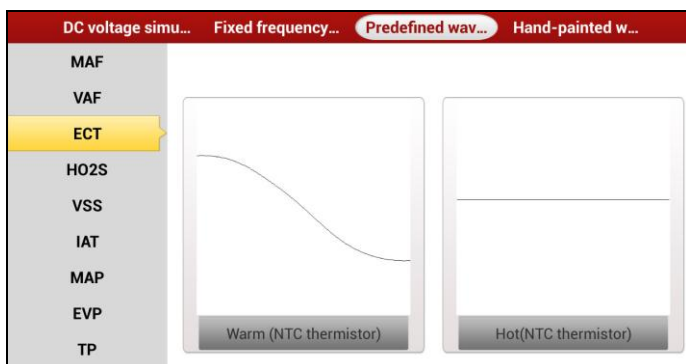 DC voltage simu... Fixed frequency... Predefined wav... Hand-painted w...
MAF
VAF
ECT
HO2S
VSS
IAT
MAP
EVP
TP
Warm (NTC thermistor)
Hot(NTC thermistor)